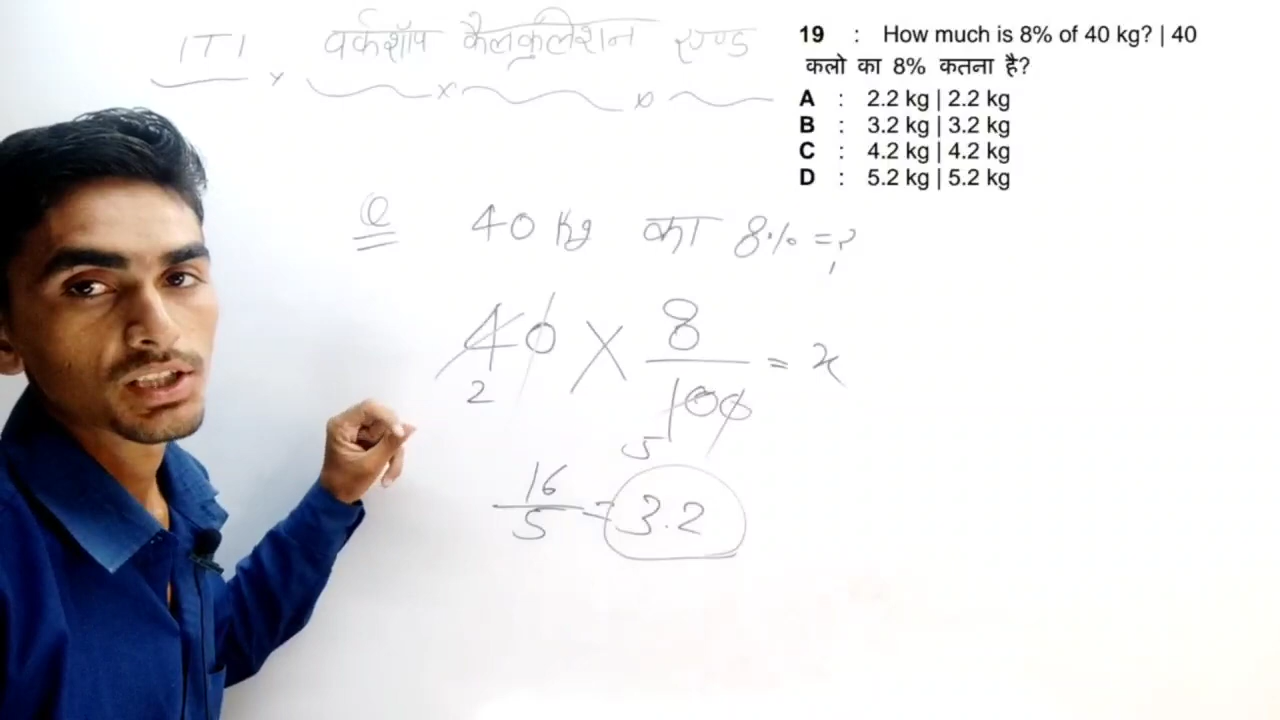 ITI वर्कशॉप कैलकुलेशन एण्ड
19 : How much is 8% of 40 kg? | 40
कलो का 8% कतना है?
A : 2.2 kg | 2.2 kg
B : 3.2 kg | 3.2 kg
C : 4.2 kg | 4.2 kg
D : 5.2 kg | 5.2 kg
Q 40 kg का 8% = ?
40 × 8/100 = x
2
5
16/5 = 3.2